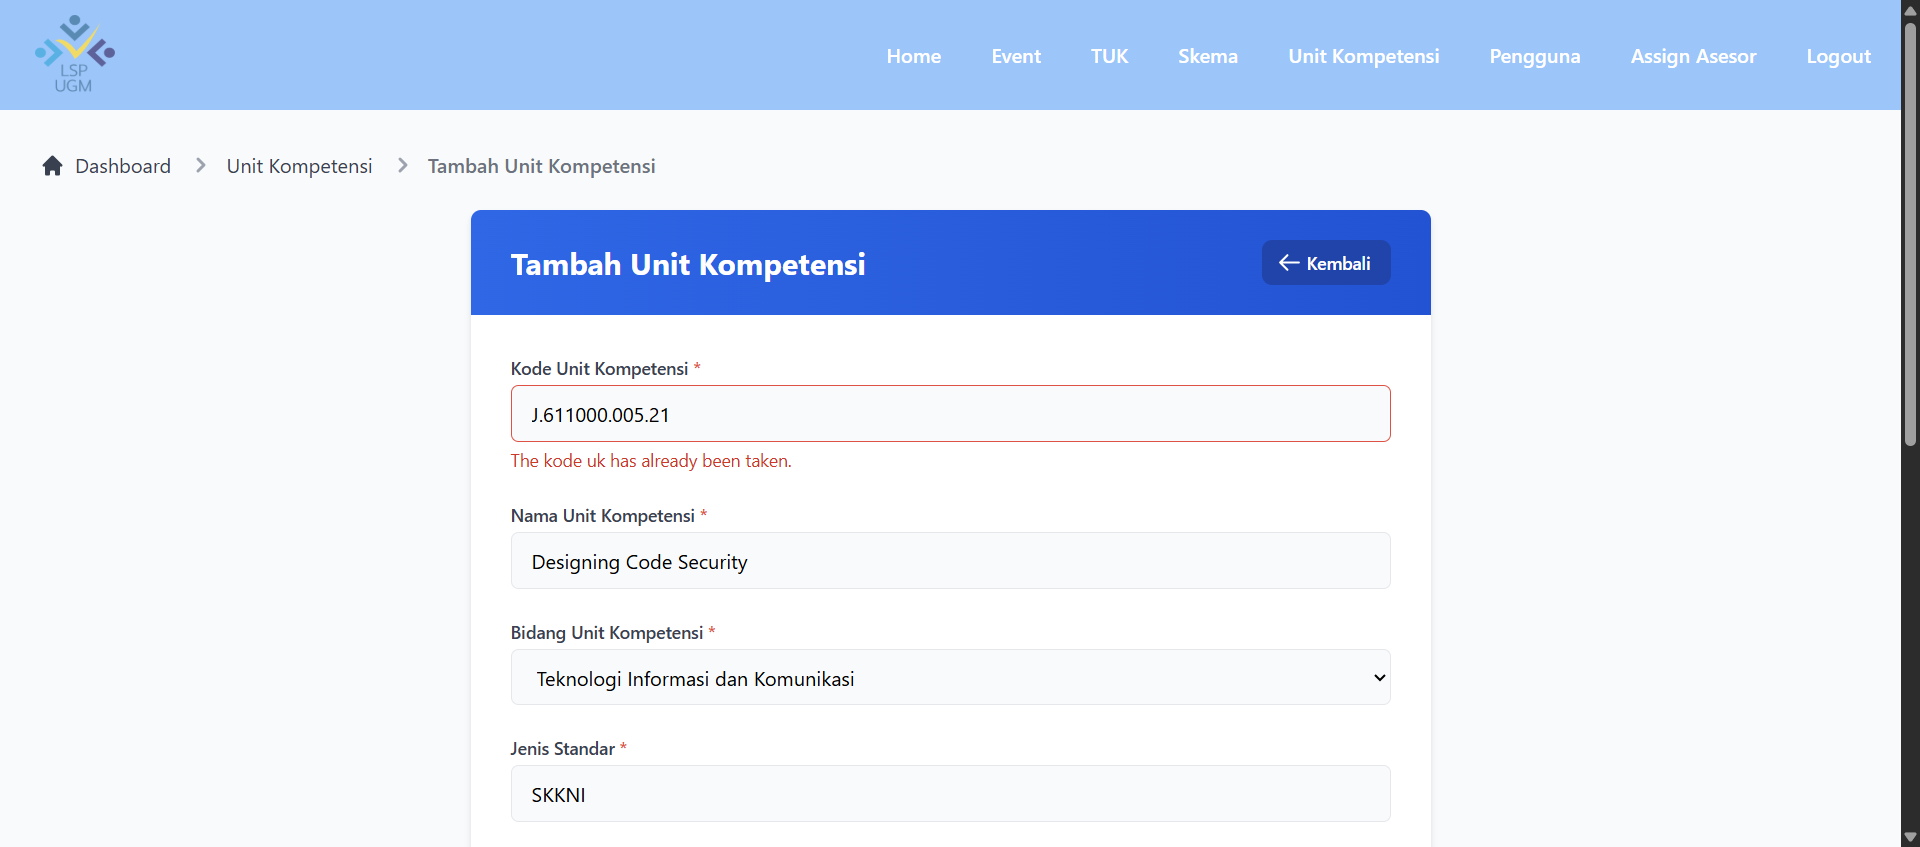 LSP
UGM
Home Event TUK Skema Unit Kompetensi Pengguna Assign Asesor Logout
Dashboard Unit Kompetensi Tambah Unit Kompetensi
Tambah Unit Kompetensi
Kembali
Kode Unit Kompetensi *
J.611000.005.21
The kode uk has already been taken.
Nama Unit Kompetensi *
Designing Code Security
Bidang Unit Kompetensi *
Teknologi Informasi dan Komunikasi
Jenis Standar *
SKKNI